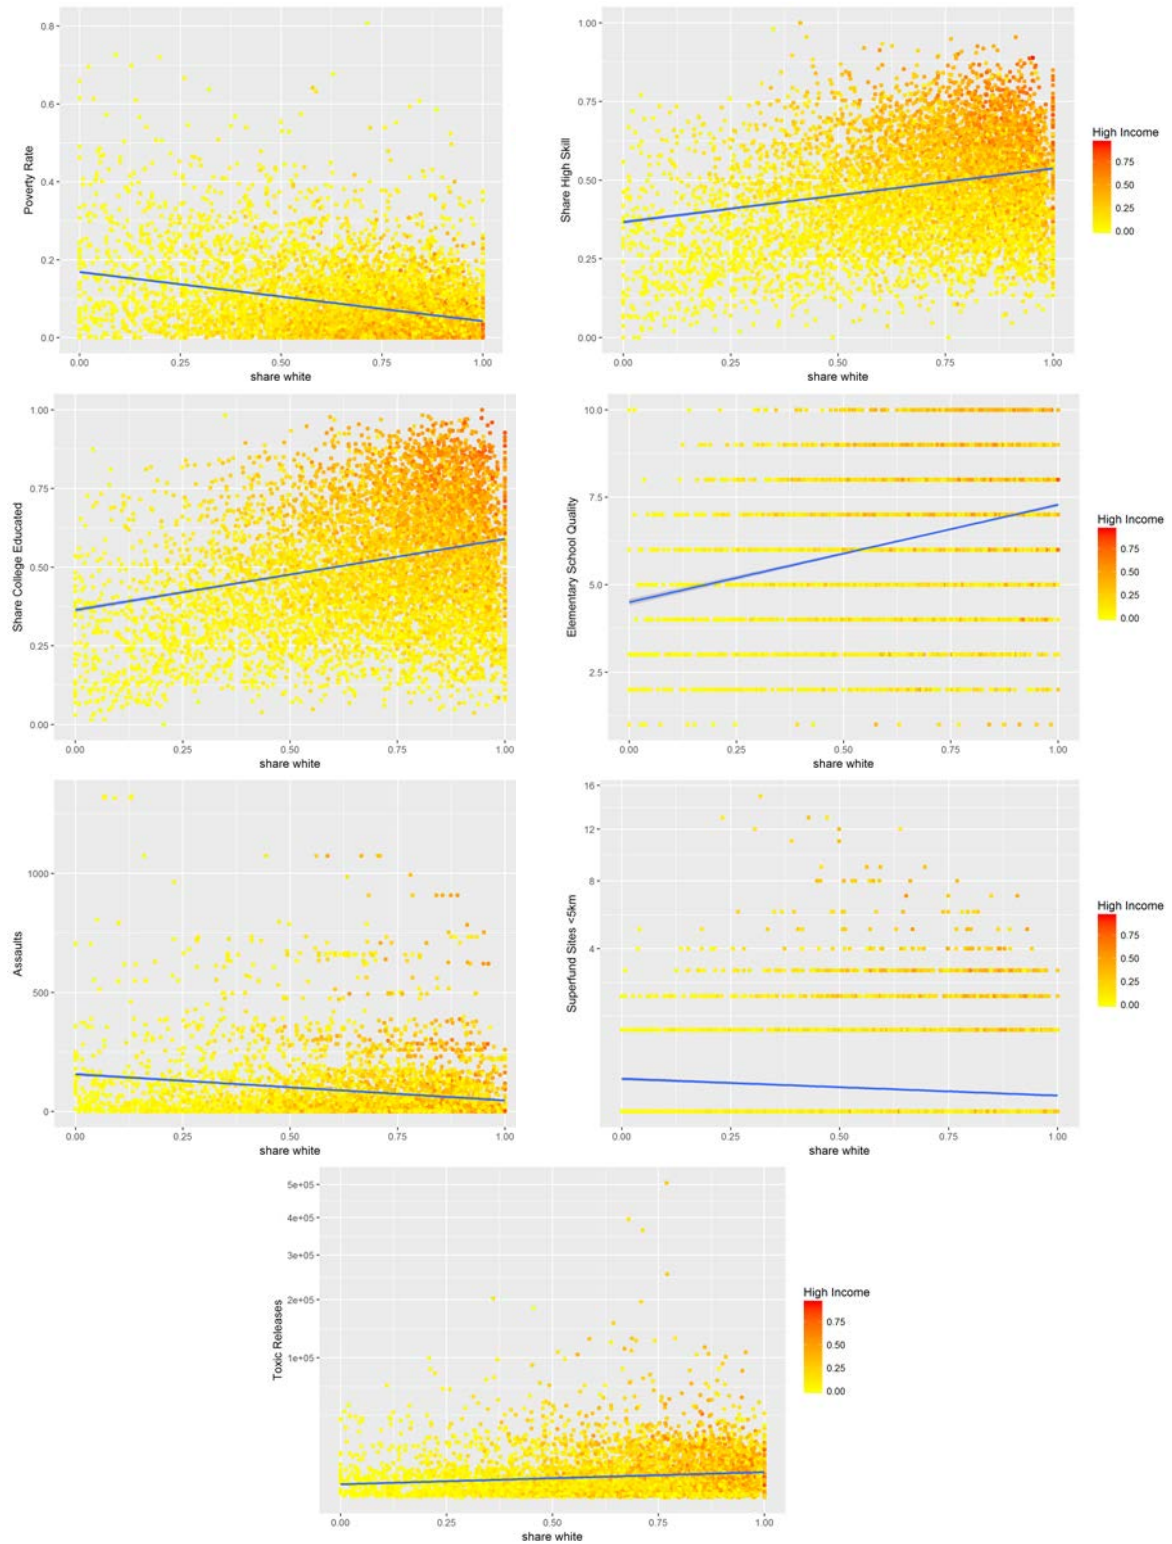 0.8
0.6
0.4
0.2
0.0
Poverty Rate
0.00 0.25 0.50 0.75 1.00
share white
1.00
0.75
0.50
0.25
0.00
Share High Skill
0.00 0.25 0.50 0.75 1.00
share white
High Income
0.75
0.50
0.25
0.00
1.00
0.75
0.50
0.25
0.00
Share College Educated
0.00 0.25 0.50 0.75 1.00
share white
10.0
7.5
5.0
2.5
Elementary School Quality
0.00 0.25 0.50 0.75 1.00
share white
High Income
0.75
0.50
0.25
0.00
1000
500
0
Assaults
0.00 0.25 0.50 0.75 1.00
share white
16
12
8
4
Superfund Sites <5km
0.00 0.25 0.50 0.75 1.00
share white
High Income
0.75
0.50
0.25
0.00
5e+05
4e+05
3e+05
2e+05
1e+05
Toxic Releases
0.00 0.25 0.50 0.75 1.00
share white
High Income
0.75
0.50
0.25
0.00